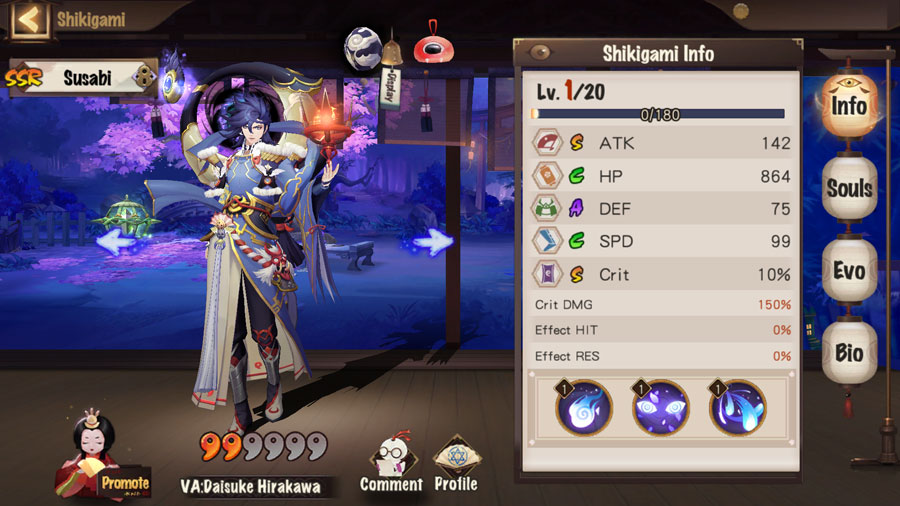 Shikigami
SSR Susabi
Display
Shikigami Info
Lv. 1/20
0/180
S ATK 142
C HP 864
A DEF 75
C SPD 99
S Crit 10%
Crit DMG 150%
Effect HIT 0%
Effect RES 0%
1 1 1
Info
Souls
Evo
Bio
Promote
VA:Daisuke Hirakawa
Comment
Profile